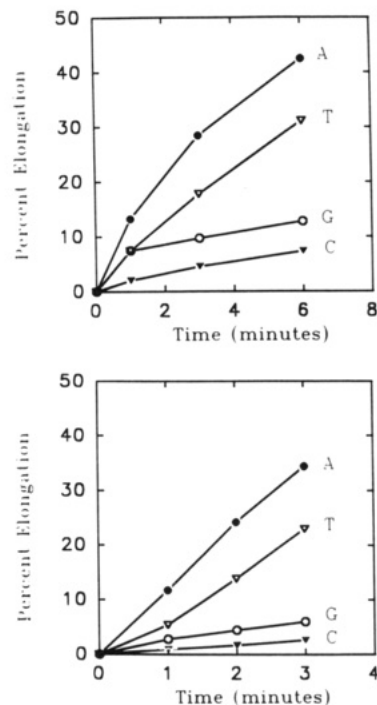 50
40
30
20
10
0
Percent Elongation
A
T
G
C
0 2 4 6 8
Time (minutes)
50
40
30
20
10
0
Percent Elongation
A
T
G
C
0 1 2 3 4
Time (minutes)